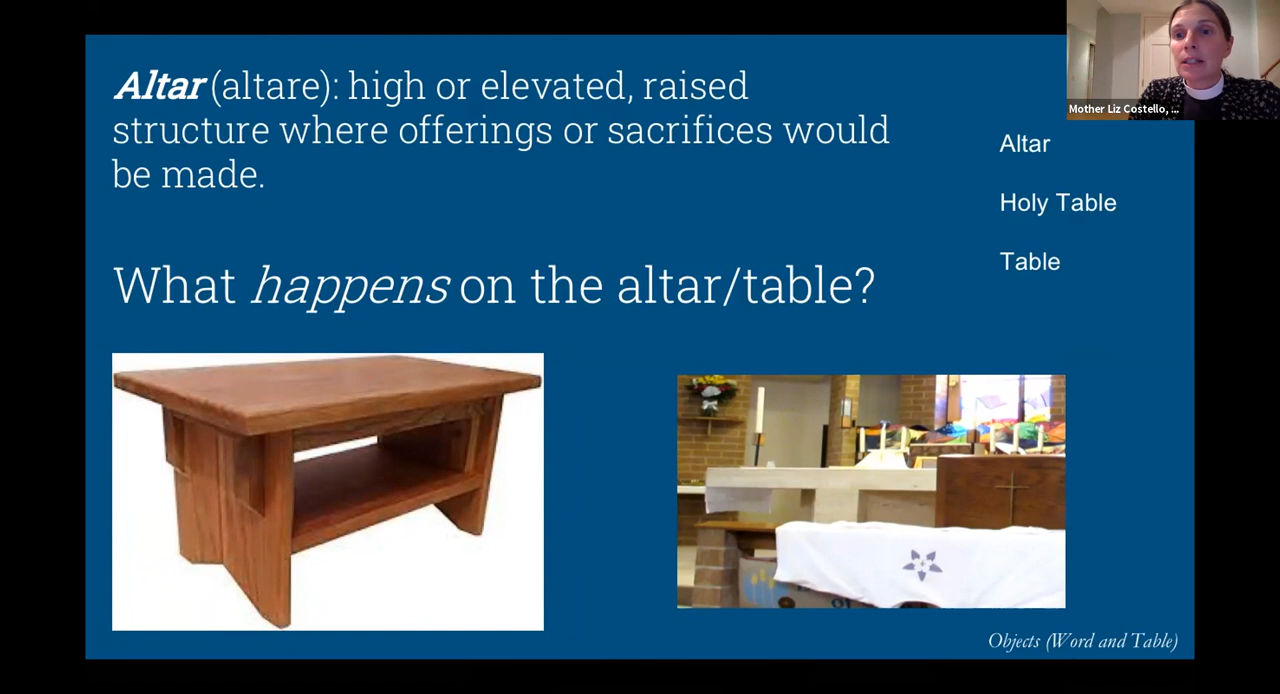 Altar (altare): high or elevated, raised
structure where offerings or sacrifices would
be made.
What happens on the altar/table?
Mother Liz Costello, ...
Altar
Holy Table
Table
Objects (Word and Table)